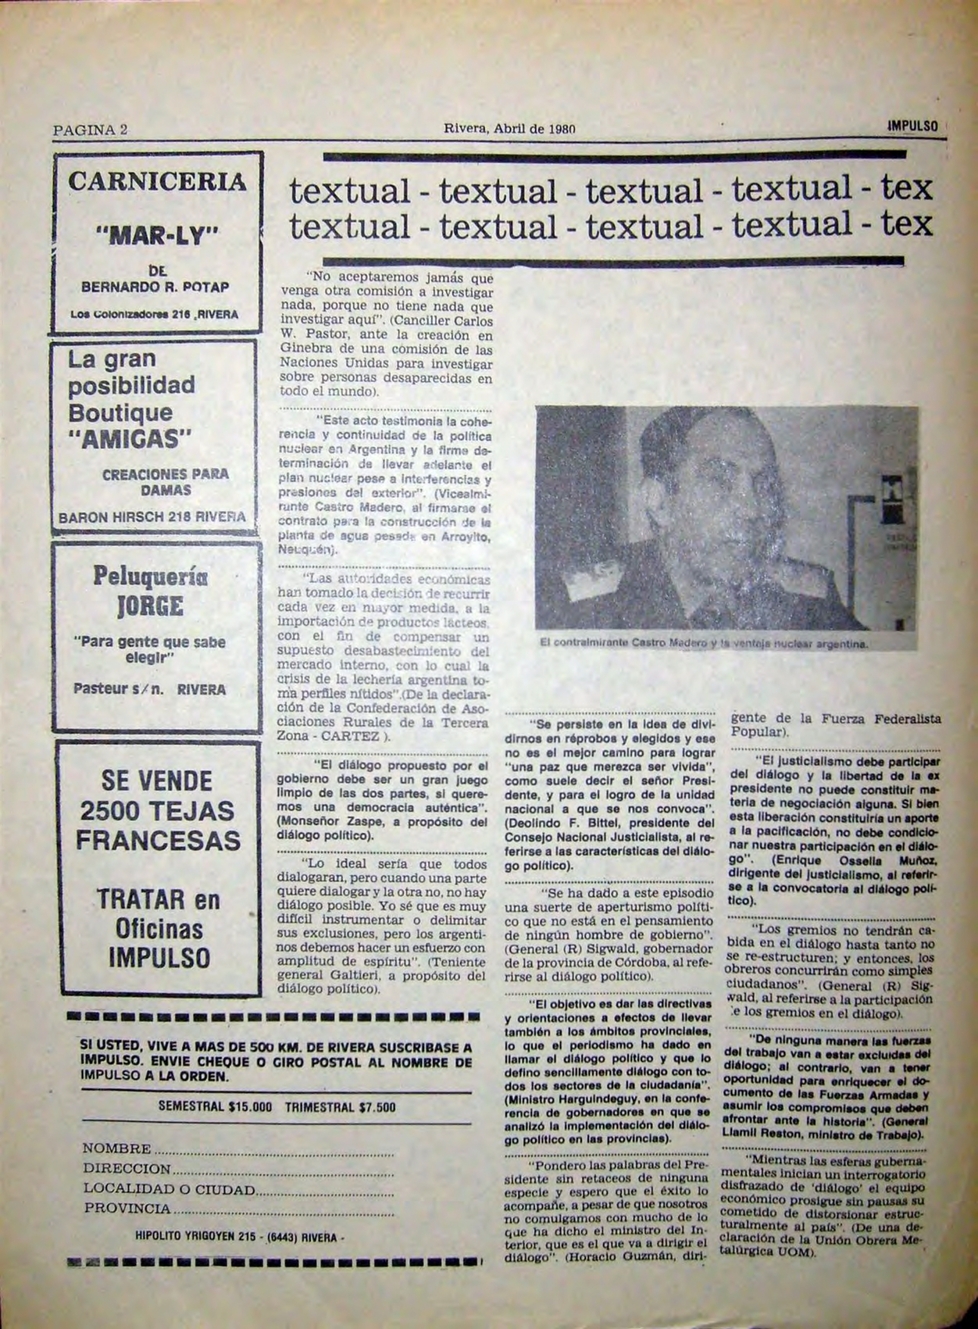 PAGINA 2
Rivera, Abril de 1980
IMPULSO
CARNICERIA
"MAR-LY"
DE
BERNARDO R. POTAP
Los Colonizadores 216 ,RIVERA
La gran
posibilidad
Boutique
"AMIGAS"
CREACIONES PARA
DAMAS
BARON HIRSCH 218 RIVERA
Peluquería
JORGE
"Para gente que sabe
elegir"
Pasteur s/n. RIVERA
SE VENDE
2500 TEJAS
FRANCESAS
TRATAR en
Oficinas
IMPULSO
textual - textual - textual - textual - tex
textual - textual - textual - textual - tex
"No aceptaremos jamás que
venga otra comisión a investigar
nada, porque no tiene nada que
investigar aquí". (Canciller Carlos
W. Pastor, ante la creación en
Ginebra de una comisión de las
Naciones Unidas para investigar
sobre personas desaparecidas en
todo el mundo).
"Este acto testimonia la cohe-
rencia y continuidad de la política
nuclear en Argentina y la firme de-
terminación de llevar adelante el
plan nuclear pese a interferencias y
presiones del exterior". (Vicealmi-
rante Castro Madero, al firmarse el
contrato para la construcción de la
planta de agua pesada en Arroyito,
Neuquén).
"Las autoridades económicas
han tomado la decisión de recurrir
cada vez en mayor medida, a la
importación de productos lácteos,
con el fin de compensar un
supuesto desabastecimiento del
mercado interno, con lo cual la
crisis de la lechería argentina to-
ma perfiles nítidos".(De la declara-
ción de la Confederación de Aso-
ciaciones Rurales de la Tercera
Zona - CARTEZ ).
"El diálogo propuesto por el
gobierno debe ser un gran juego
limpio de las dos partes, si quere-
mos una democracia auténtica".
(Monseñor Zaspe, a propósito del
diálogo político).
"Lo ideal sería que todos
dialogaran, pero cuando una parte
quiere dialogar y la otra no, no hay
diálogo posible. Yo sé que es muy
difícil instrumentar o delimitar
sus exclusiones, pero los argenti-
nos debemos hacer un esfuerzo con
amplitud de espíritu". (Teniente
general Galtieri, a propósito del
diálogo político).
El contralmirante Castro Madero y la ventaja nuclear argentina.
"Se persiste en la idea de divi-
dirnos en réprobos y elegidos y ese
no es el mejor camino para lograr
"una paz que merezca ser vivida",
como suele decir el señor Presi-
dente, y para el logro de la unidad
nacional a que se nos convoca".
(Deolindo F. Bittel, presidente del
Consejo Nacional Justicialista, al re-
ferirse a las características del diálo-
go político).
"Se ha dado a este episodio
una suerte de aperturismo políti-
co que no está en el pensamiento
de ningún hombre de gobierno".
(General (R) Sigwald, gobernador
de la provincia de Córdoba, al refe-
rirse al diálogo político).
"El objetivo es dar las directivas
y orientaciones a efectos de llevar
también a los ámbitos provinciales,
lo que el periodismo ha dado en
llamar el diálogo político y que lo
defino sencillamente diálogo con to-
dos los sectores de la ciudadanía".
(Ministro Harguindeguy, en la confe-
rencia de gobernadores en que se
analizó la implementación del diálo-
go político en las provincias).
"Pondero las palabras del Pre-
sidente sin retaceos de ninguna
especie y espero que el éxito lo
acompañe, a pesar de que nosotros
no comulgamos con mucho de lo
que ha dicho el ministro del In-
terior, que es el que va a dirigir el
diálogo". (Horacio Guzmán, diri-
gente de la Fuerza Federalista
Popular).
"El justicialismo debe participar
del diálogo y la libertad de la ex
presidente no puede constituir ma-
teria de negociación alguna. Si bien
esta liberación constituiría un aporte
a la pacificación, no debe condicio-
nar nuestra participación en el diálo-
go". (Enrique Ossella Muñoz,
dirigente del justicialismo, al referir-
se a la convocatoria al diálogo polí-
tico).
"Los gremios no tendrán ca-
bida en el diálogo hasta tanto no
se re-estructuren; y entonces, los
obreros concurrirán como simples
ciudadanos". (General (R) Sig-
wald, al referirse a la participación
de los gremios en el diálogo).
"De ninguna manera las fuerzas
del trabajo van a estar excluidas del
diálogo; al contrario, van a tener
oportunidad para enriquecer el do-
cumento de las Fuerzas Armadas y
asumir los compromisos que deben
afrontar ante la historia". (General
Llamil Reston, ministro de Trabajo).
"Mientras las esferas guberna-
mentales inician un interrogatorio
disfrazado de 'diálogo' el equipo
económico prosigue sin pausas su
cometido de distorsionar estruc-
turalmente al país". (De una de-
claración de la Unión Obrera Me-
talúrgica UOM).
SI USTED, VIVE A MAS DE 500 KM. DE RIVERA SUSCRIBASE A
IMPULSO. ENVIE CHEQUE O GIRO POSTAL AL NOMBRE DE
IMPULSO A LA ORDEN.
SEMESTRAL $15.000 TRIMESTRAL $7.500
NOMBRE
DIRECCION
LOCALIDAD O CIUDAD
PROVINCIA
HIPOLITO YRIGOYEN 215 - (6443) RIVERA -